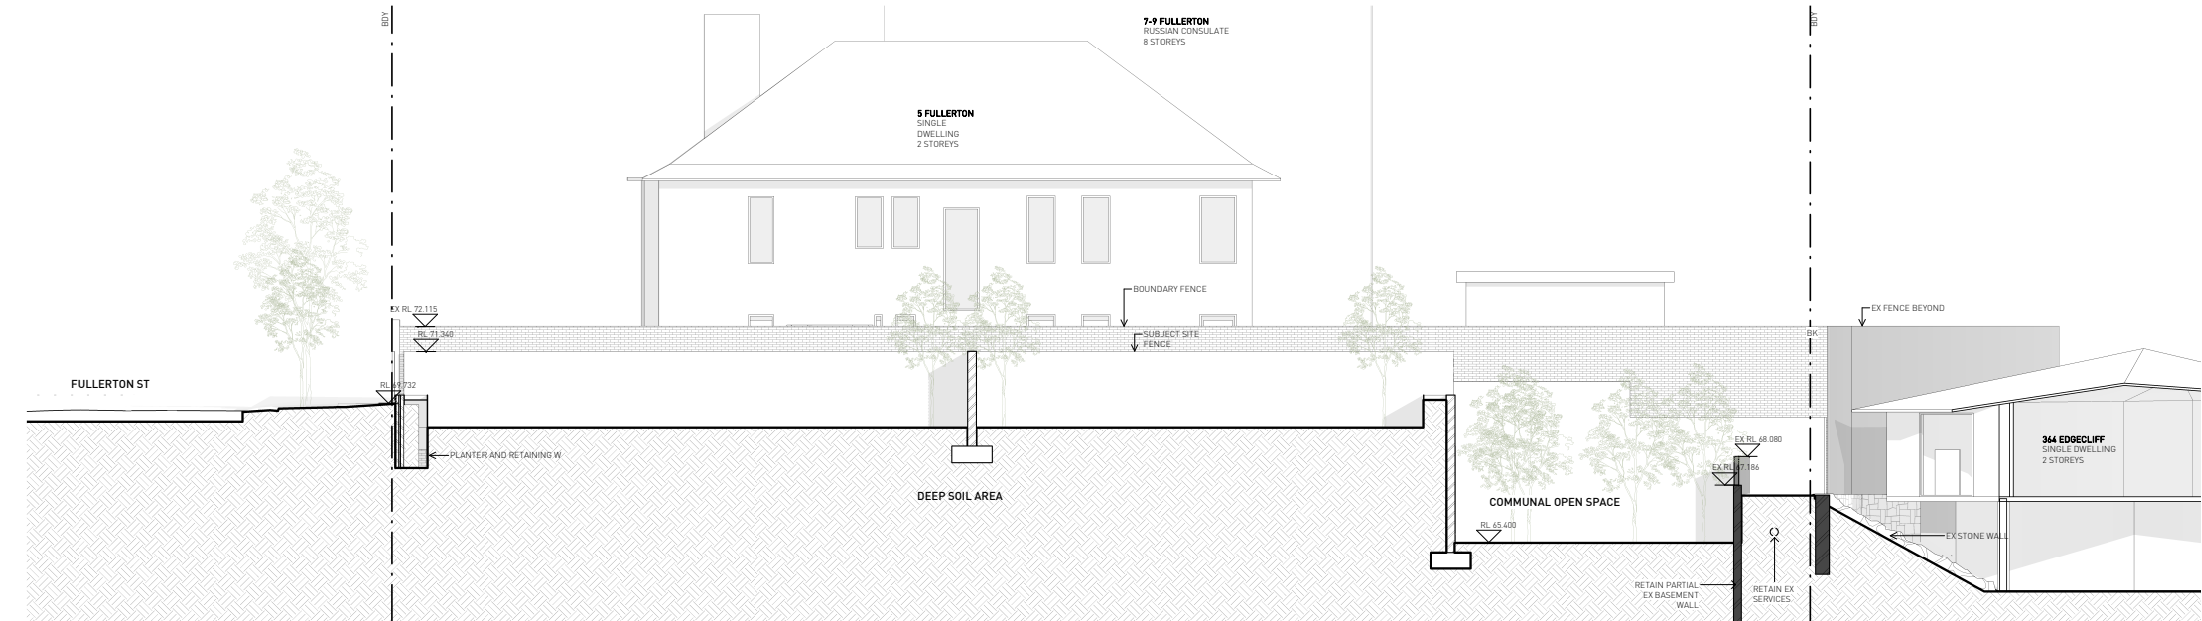 BDY
7-9 FULLERTON
RUSSIAN CONSULATE
8 STOREYS
BDY
5 FULLERTON
SINGLE
DWELLING
2 STOREYS
BOUNDARY FENCE
EX RL 72.115
EX FENCE BEYOND
RL 71.340
SUBJECT SITE
FENCE
BK
FULLERTON ST
RL 69.732
EX RL 68.080
364 EDGECLIFF
SINGLE DWELLING
2 STOREYS
PLANTER AND RETAINING W
EX RL 67.186
DEEP SOIL AREA
COMMUNAL OPEN SPACE
RL 65.400
EX STONE WALL
RETAIN PARTIAL
EX BASEMENT
WALL
RETAIN EX
SERVICES